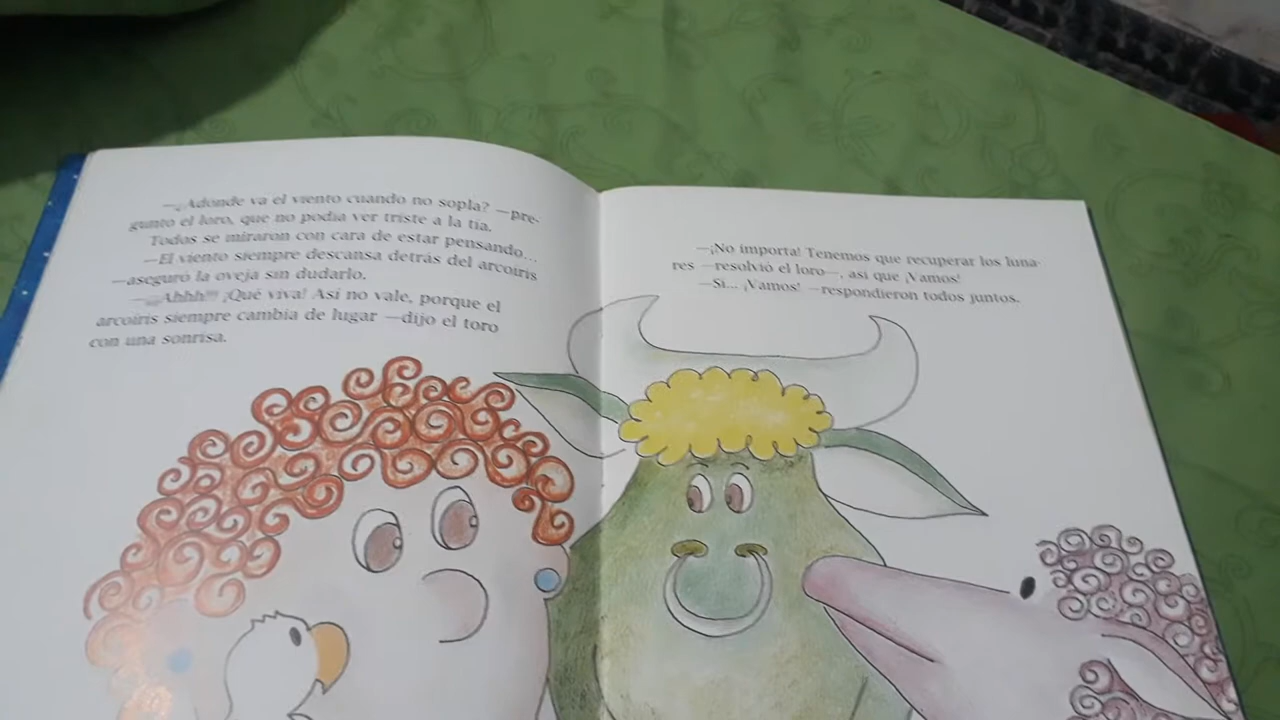 —¿Adónde va el viento cuando no sopla? —pre-
guntó el loro, que no podía ver triste a la tía.
Todos se miraron con cara de estar pensando...
—El viento siempre descansa detrás del arcoíris
—aseguró la oveja sin dudarlo.
—¡¡¡Ahhh!!! ¡Qué viva! Así no vale, porque el
arcoíris siempre cambia de lugar —dijo el toro
con una sonrisa.
—¡No importa! Tenemos que recuperar los luna-
res —resolvió el loro—, así que ¡Vamos!
—Sí... ¡Vamos! —respondieron todos juntos.